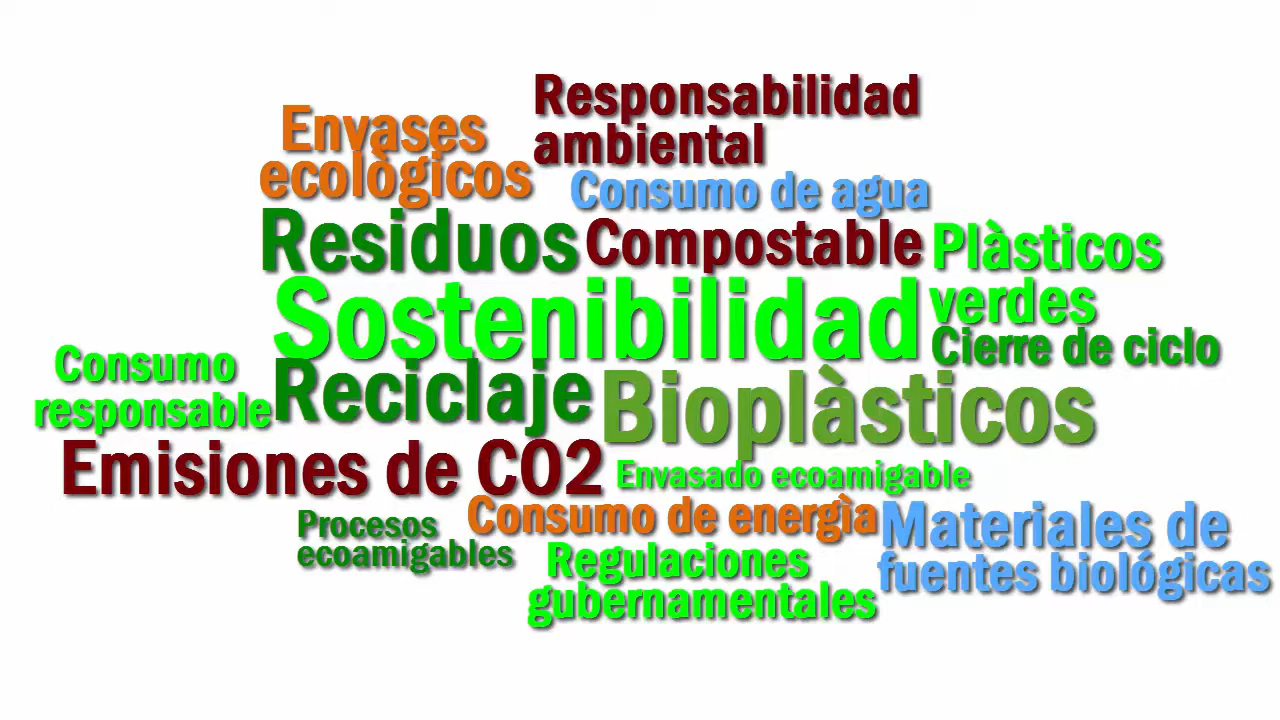 Responsabilidad
ambiental
Envases
ecològicos
Consumo de agua
Residuos
Compostable
Plàsticos
verdes
Sostenibilidad
Cierre de ciclo
Consumo
responsable
Reciclaje
Bioplàsticos
Emisiones de CO2
Envasado ecoamigable
Procesos
ecoamigables
Consumo de energìa
Materiales de
fuentes biológicas
Regulaciones
gubernamentales